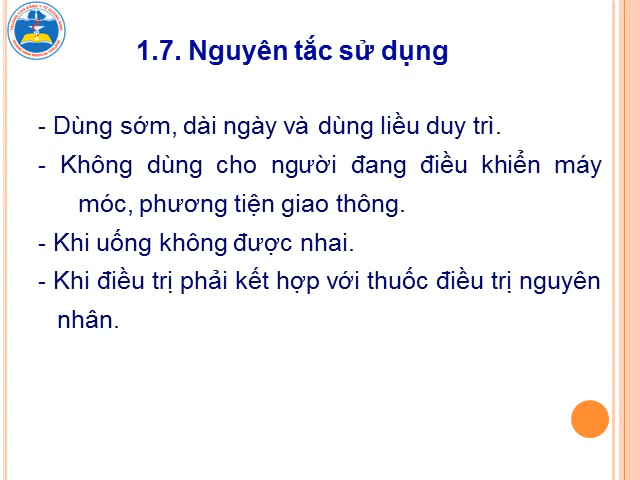 1.7. Nguyên tắc sử dụng
- Dùng sớm, dài ngày và dùng liều duy trì.
- Không dùng cho người đang điều khiển máy
móc, phương tiện giao thông.
- Khi uống không được nhai.
- Khi điều trị phải kết hợp với thuốc điều trị nguyên
nhân.